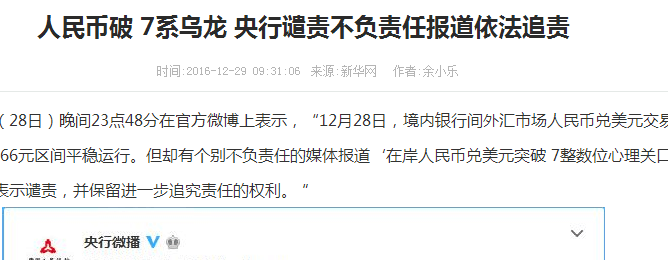 人民币破 7系乌龙 央行谴责不负责任报道依法追责
时间:2016-12-29 09:31:06 来源:新华网 作者:余小乐
（28日）晚间23点48分在官方微博上表示，“12月28日，境内银行间外汇市场人民币兑美元交易
66元区间平稳运行。但却有个别不负责任的媒体报道‘在岸人民币兑美元突破 7整数位心理关口
表示谴责，并保留进一步追究责任的权利。“
央行微播